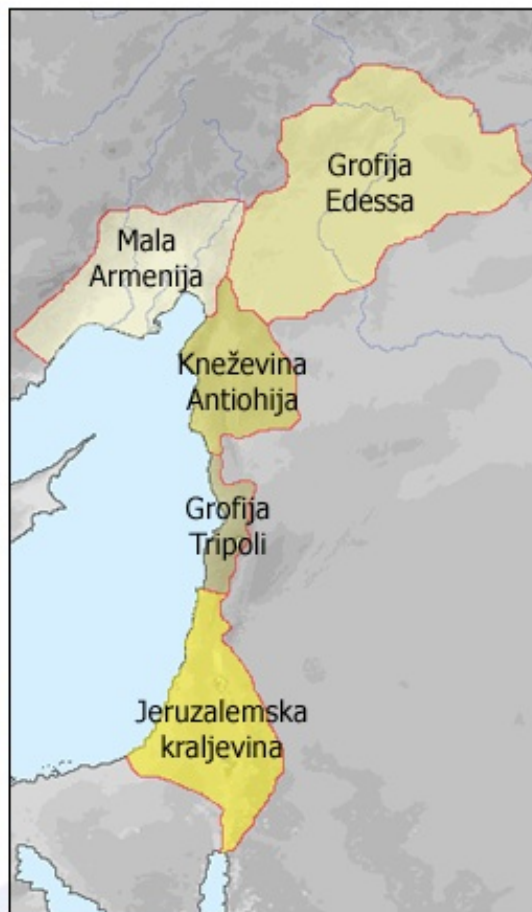 Grofija
Edessa
Mala
Armenija
Kneževina
Antiohija
Grofija
Tripoli
Jeruzalemska
kraljevina